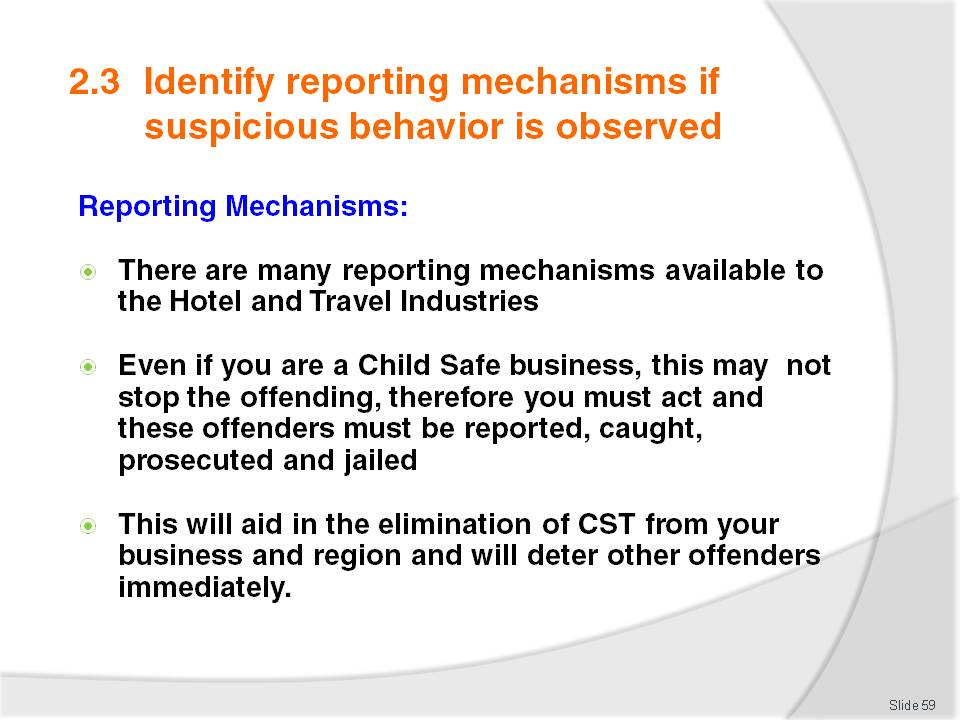 2.3 Identify reporting mechanisms if
suspicious behavior is observed
Reporting Mechanisms:
There are many reporting mechanisms available to
the Hotel and Travel Industries
Even if you are a Child Safe business, this may  not
stop the offending, therefore you must act and
these offenders must be reported, caught,
prosecuted and jailed
This will aid in the elimination of CST from your
business and region and will deter other offenders
immediately.
Slide 59